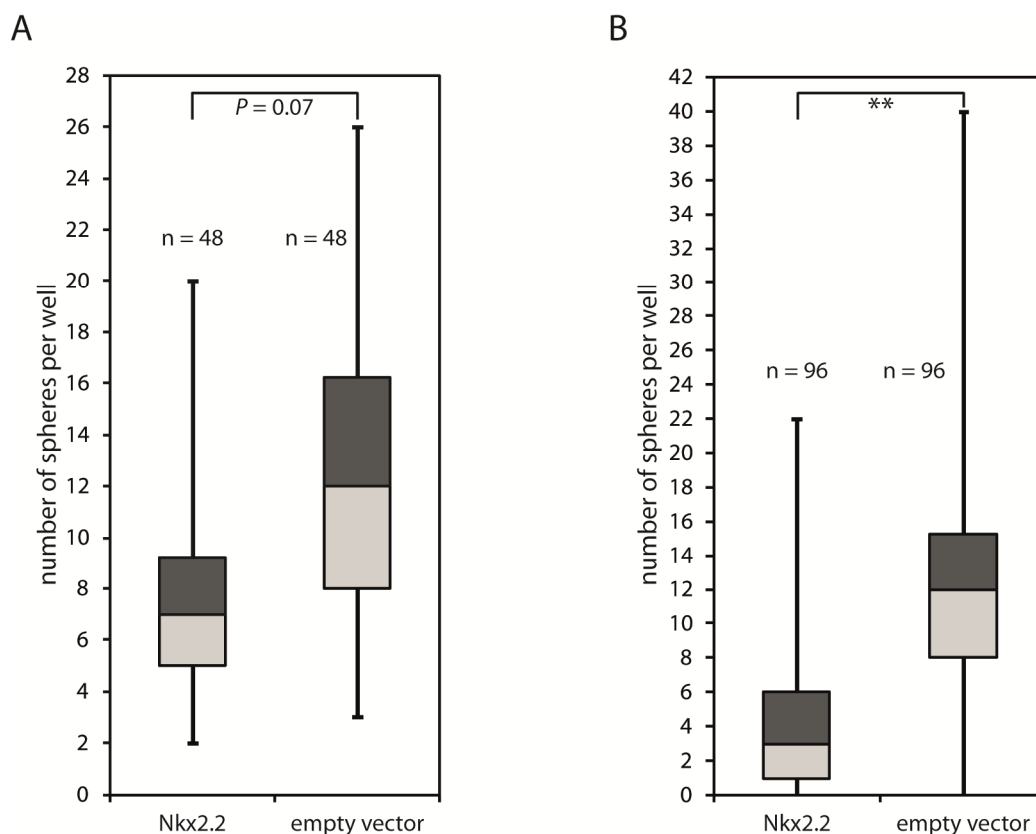 A
number of spheres per well
28
26
24
22
20
18
16
14
12
10
8
6
4
2
0
P = 0.07
n = 48
n = 48
Nkx2.2
empty vector
B
number of spheres per well
42
40
38
36
34
32
30
28
26
24
22
20
18
16
14
12
10
8
6
4
2
0
**
n = 96
n = 96
Nkx2.2
empty vector